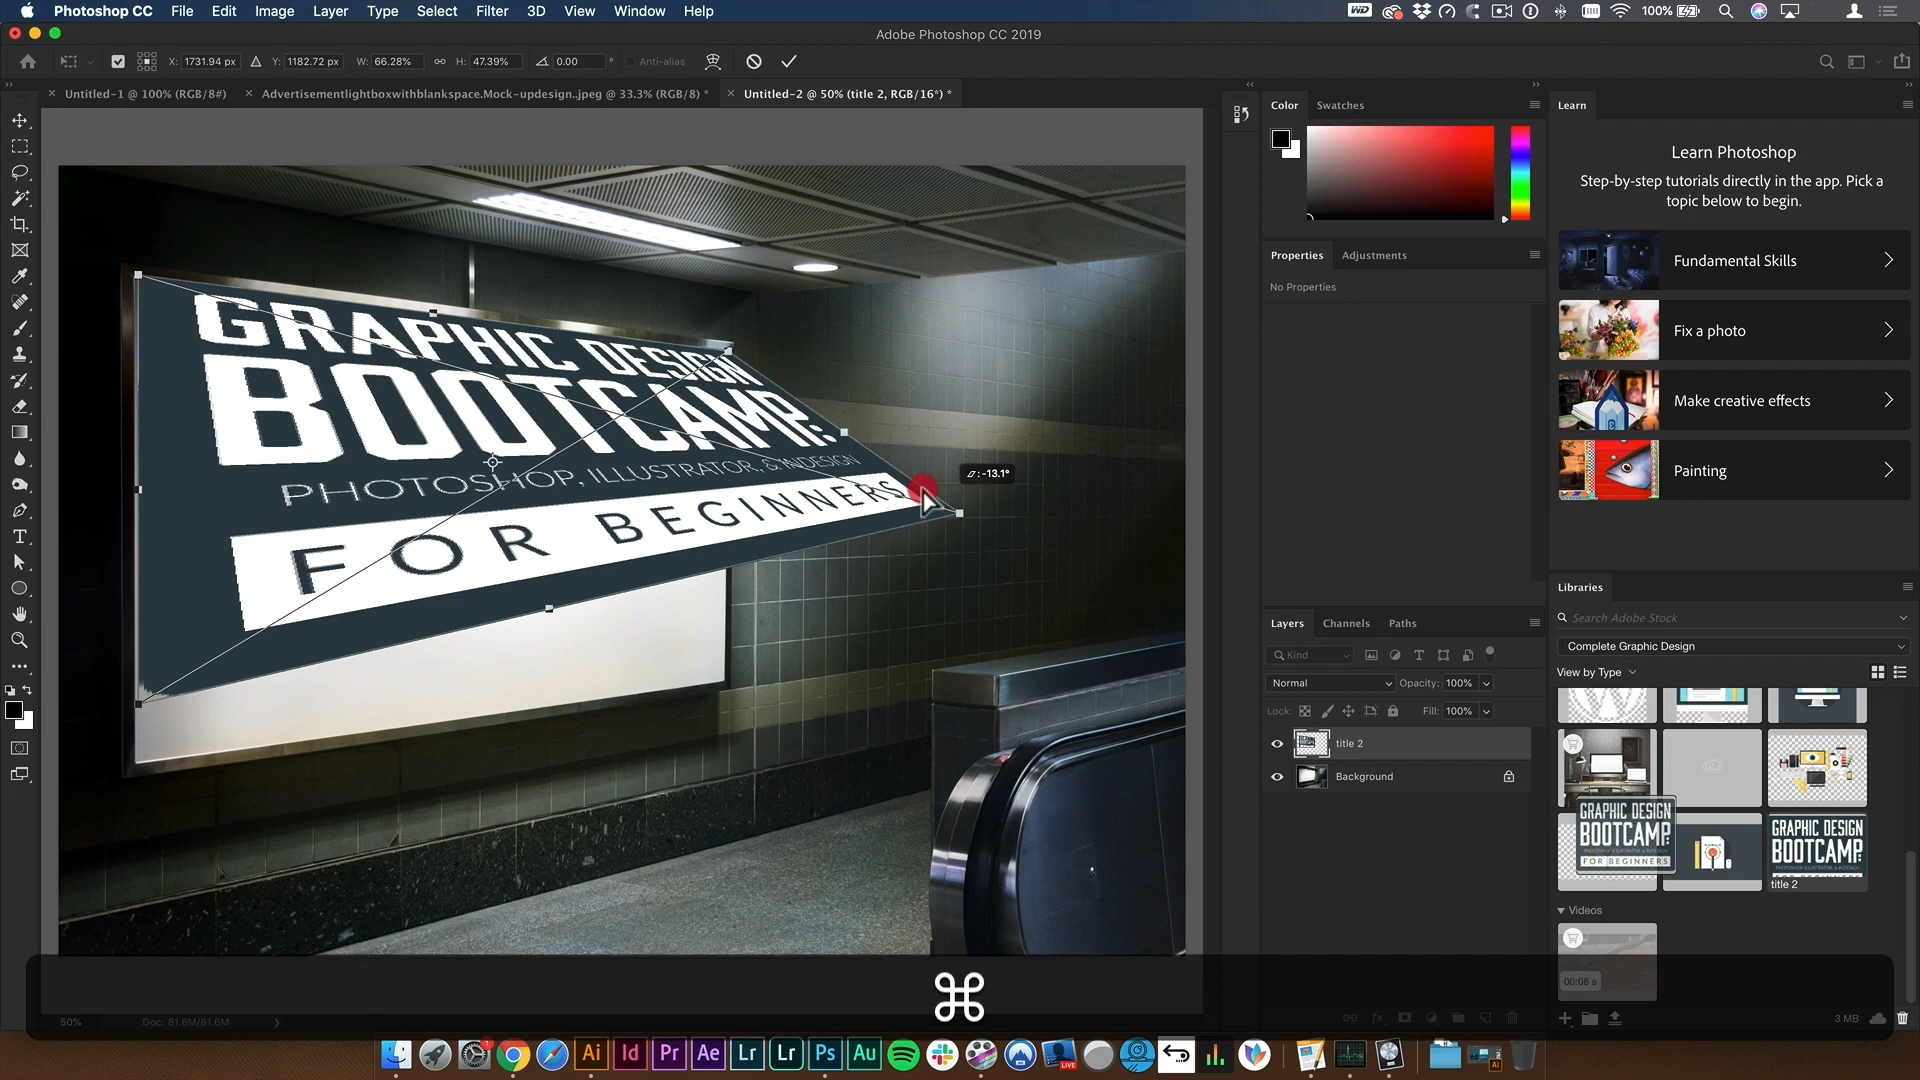 Photoshop CC File Edit Image Layer Type Select Filter 3D View Window Help 100%
Adobe Photoshop CC 2019
X: 1731.94 px Y: 1182.72 px W: 66.28% H: 47.39% 0.00 ° Anti-alias
Untitled-1 @ 100% (RGB/8#) Advertisementlightboxwithblankspace.Mock-updesign..jpeg @ 33.3% (RGB/8) * Untitled-2 @ 50% (title 2, RGB/16*) *
GRAPHIC DESIGN
BOOTCAMP:
PHOTOSHOP, ILLUSTRATOR, & INDESIGN
FOR BEGINNERS
-13.1°
50% Doc: 81.6M/81.6M
Color Swatches
Properties Adjustments
No Properties
Layers Channels Paths
Kind
Normal Opacity: 100%
Lock: Fill: 100%
title 2
Background
Learn
Learn Photoshop
Step-by-step tutorials directly in the app. Pick a
topic below to begin.
Fundamental Skills
Fix a photo
Make creative effects
Painting
Libraries
Search Adobe Stock
Complete Graphic Design
View by Type
GRAPHIC DESIGN
BOOTCAMP:
FOR BEGINNERS
GRAPHIC DESIGN
BOOTCAMP:
title 2
Videos
00:08 s
3 MB
⌘
Ai Id Pr Ae Lr Lr Ps Au
LIVE